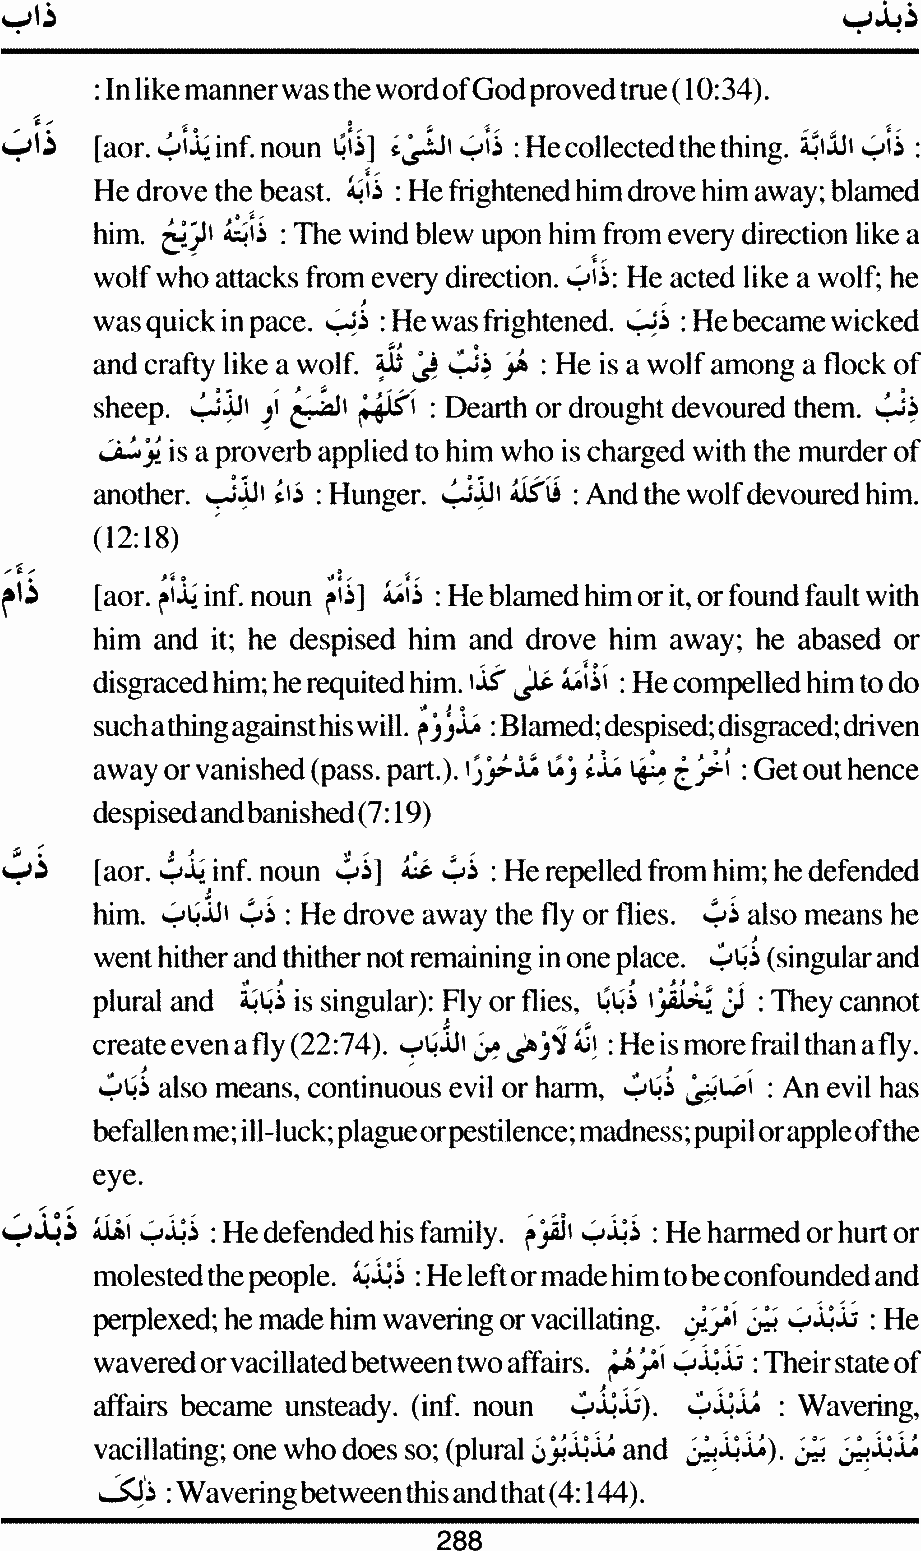 ذاب ذبذب
: In like manner was the word of God proved true (10:34).
ذَأَبَ [aor. يَذْأَبُ inf. noun ذَأْبًا] ذَأَبَ الشَّىْءَ : He collected the thing. ذَأَبَ الدَّابَّةَ :
He drove the beast. ذَأَبَهٗ : He frightened him drove him away; blamed
him. ذَأَبَتْهُ الرِّيْحُ : The wind blew upon him from every direction like a
wolf who attacks from every direction. ذَأَبَ: He acted like a wolf; he
was quick in pace. ذَئِبَ : He was frightened. ذَئِبَ : He became wicked
and crafty like a wolf. هُوَ ذِئْبٌ فِىْ ثَلَّةٍ : He is a wolf among a flock of
sheep. اَكَلَهُمْ الضَّبَعُ اَوِ الذِّئْبُ : Dearth or drought devoured them. ذِئْبُ
يُوْسُفَ is a proverb applied to him who is charged with the murder of
another. دَاءُ الذِّئْبِ : Hunger. فَاَكَلَهُ الذِّئْبُ : And the wolf devoured him.
(12:18)
ذَأَمَ [aor. يَذْأَمُ inf. noun ذَأْمٌ] ذَأَمَهٗ : He blamed him or it, or found fault with
him and it; he despised him and drove him away; he abased or
disgraced him; he requited him. اَذْأَمَهٗ عَلٰى كَذَا : He compelled him to do
such a thing against his will. مَذْؤُوْمٌ : Blamed; despised; disgraced; driven
away or vanished (pass. part.). اُخْرُجْ مِنْهَا مَذْءُوْمًا مَّدْحُوْرًا : Get out hence
despised and banished (7:19)
ذَبَّ [aor. يَذُبُّ inf. noun ذَبٌّ] ذَبَّ عَنْهُ : He repelled from him; he defended
him. ذَبَّ الذُّبَابَ : He drove away the fly or flies. ذَبَّ also means he
went hither and thither not remaining in one place. ذُبَابٌ (singular and
plural and ذُبَابَةٌ is singular): Fly or flies, لَنْ يَّخْلُقُوْا ذُبَابًا : They cannot
create even a fly (22:74). اِنَّهٗ لَاَوْهٰى مِنَ الذُّبَابِ : He is more frail than a fly.
ذُبَابٌ also means, continuous evil or harm, اَصَابَنِىْ ذُبَابٌ : An evil has
befallen me; ill-luck; plague or pestilence; madness; pupil or apple of the
eye.
ذَبْذَبَ ذَبْذَبَ اَهْلَهٗ : He defended his family. ذَبْذَبَ الْقَوْمَ : He harmed or hurt or
molested the people. ذَبْذَبَهٗ : He left or made him to be confounded and
perplexed; he made him wavering or vacillating. تَذَبْذَبَ بَيْنَ اَمْرَيْنِ : He
wavered or vacillated between two affairs. تَذَبْذَبَ اَمْرُهُمْ : Their state of
affairs became unsteady. (inf. noun تَذَبْذُبٌ). مُذَبْذَبٌ : Wavering,
vacillating; one who does so; (plural مُذَبْذَبُوْنَ and مُذَبْذَبِيْنَ). مُذَبْذَبِيْنَ بَيْنَ
ذٰلِكَ : Wavering between this and that (4:144).
288